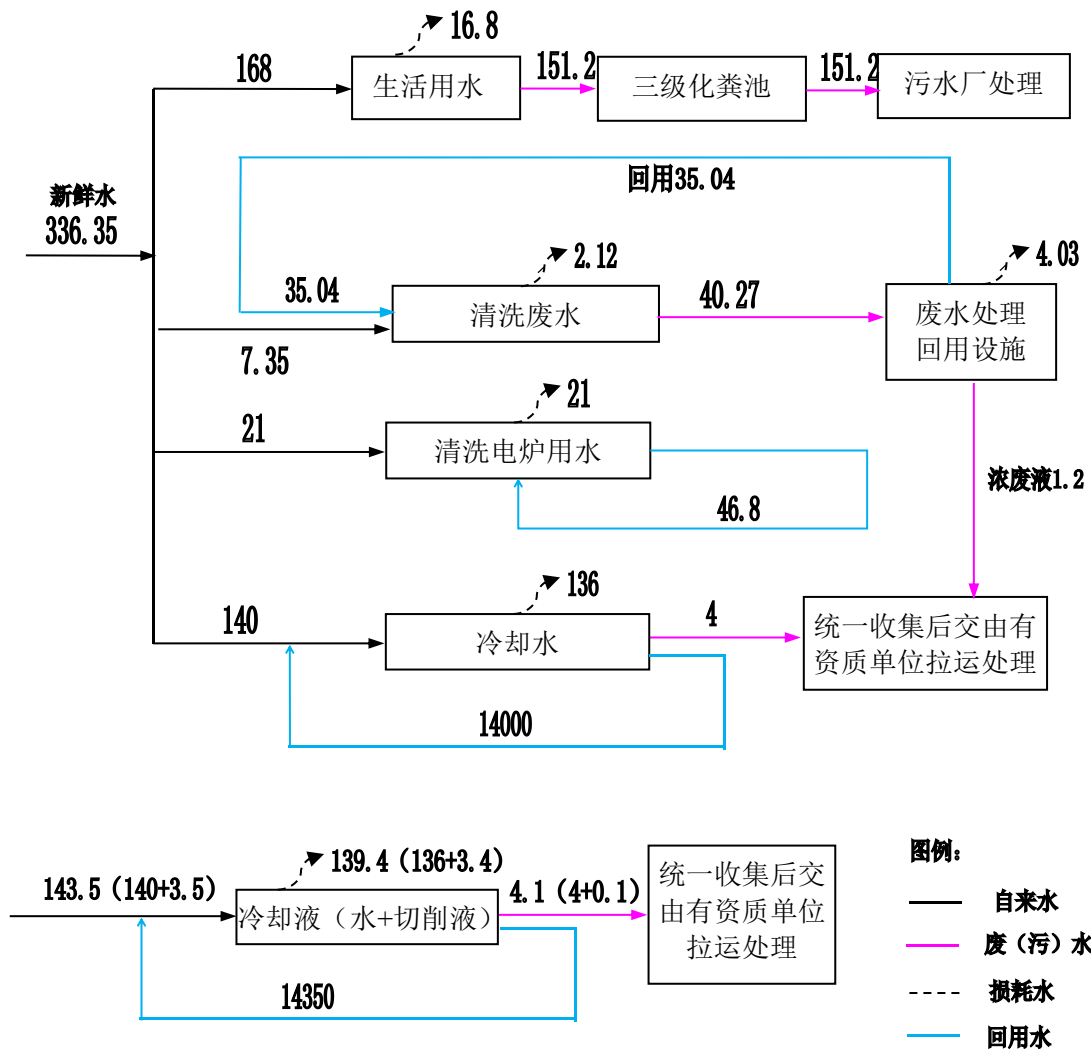 16.8
168
生活用水
151.2
三级化粪池
151.2
污水厂处理
回用35.04
新鲜水
336.35
35.04
2.12
清洗废水
40.27
4.03
废水处理
回用设施
7.35
21
21
清洗电炉用水
46.8
浓废液1.2
140
136
冷却水
4
统一收集后交由有
资质单位拉运处理
14000
143.5（140+3.5）
139.4（136+3.4）
冷却液（水+切削液）
4.1（4+0.1）
统一收集后交
由有资质单位
拉运处理
14350
图例：
自来水
废（污）水
损耗水
回用水